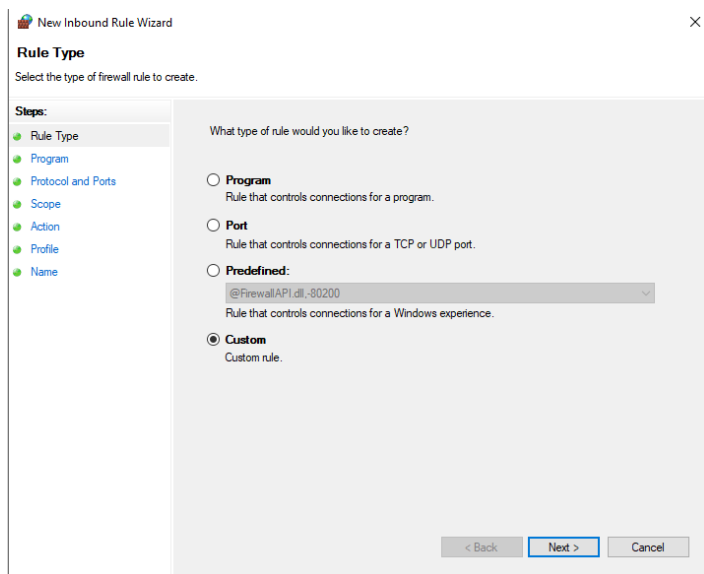 New Inbound Rule Wizard
Rule Type
Select the type of firewall rule to create.
Steps:
Rule Type
Program
Protocol and Ports
Scope
Action
Profile
Name
What type of rule would you like to create?
Program
Rule that controls connections for a program.
Port
Rule that controls connections for a TCP or UDP port.
Predefined:
@FirewallAPI.dll,-80200
Rule that controls connections for a Windows experience.
Custom
Custom rule.
< Back Next > Cancel